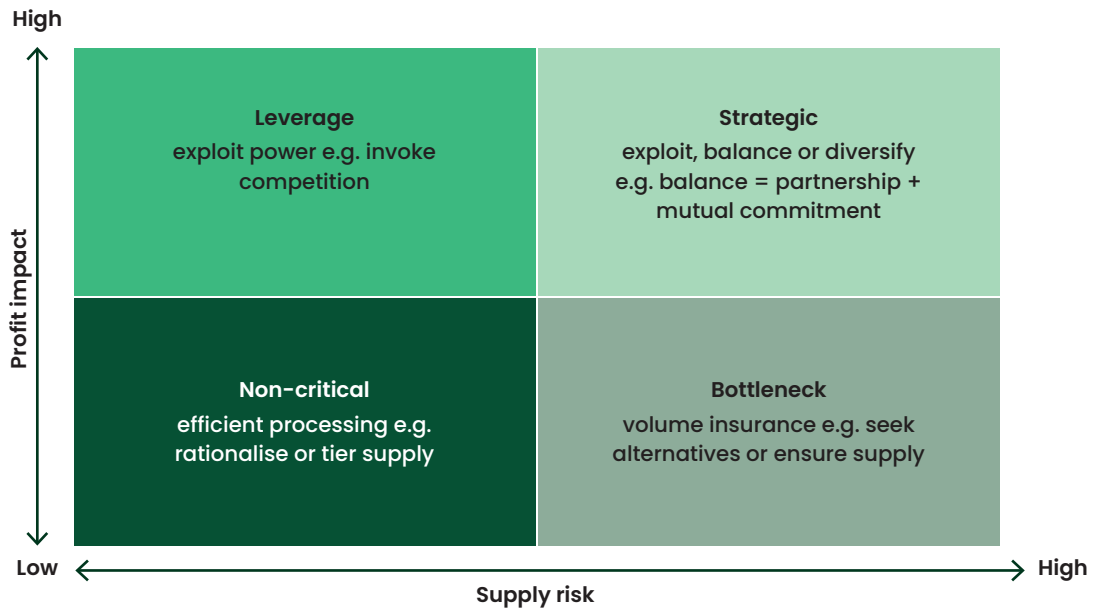 High
Leverage
exploit power e.g. invoke
competition
Strategic
exploit, balance or diversify
e.g. balance = partnership +
mutual commitment
Profit impact
Non-critical
efficient processing e.g.
rationalise or tier supply
Bottleneck
volume insurance e.g. seek
alternatives or ensure supply
Low
High
Supply risk